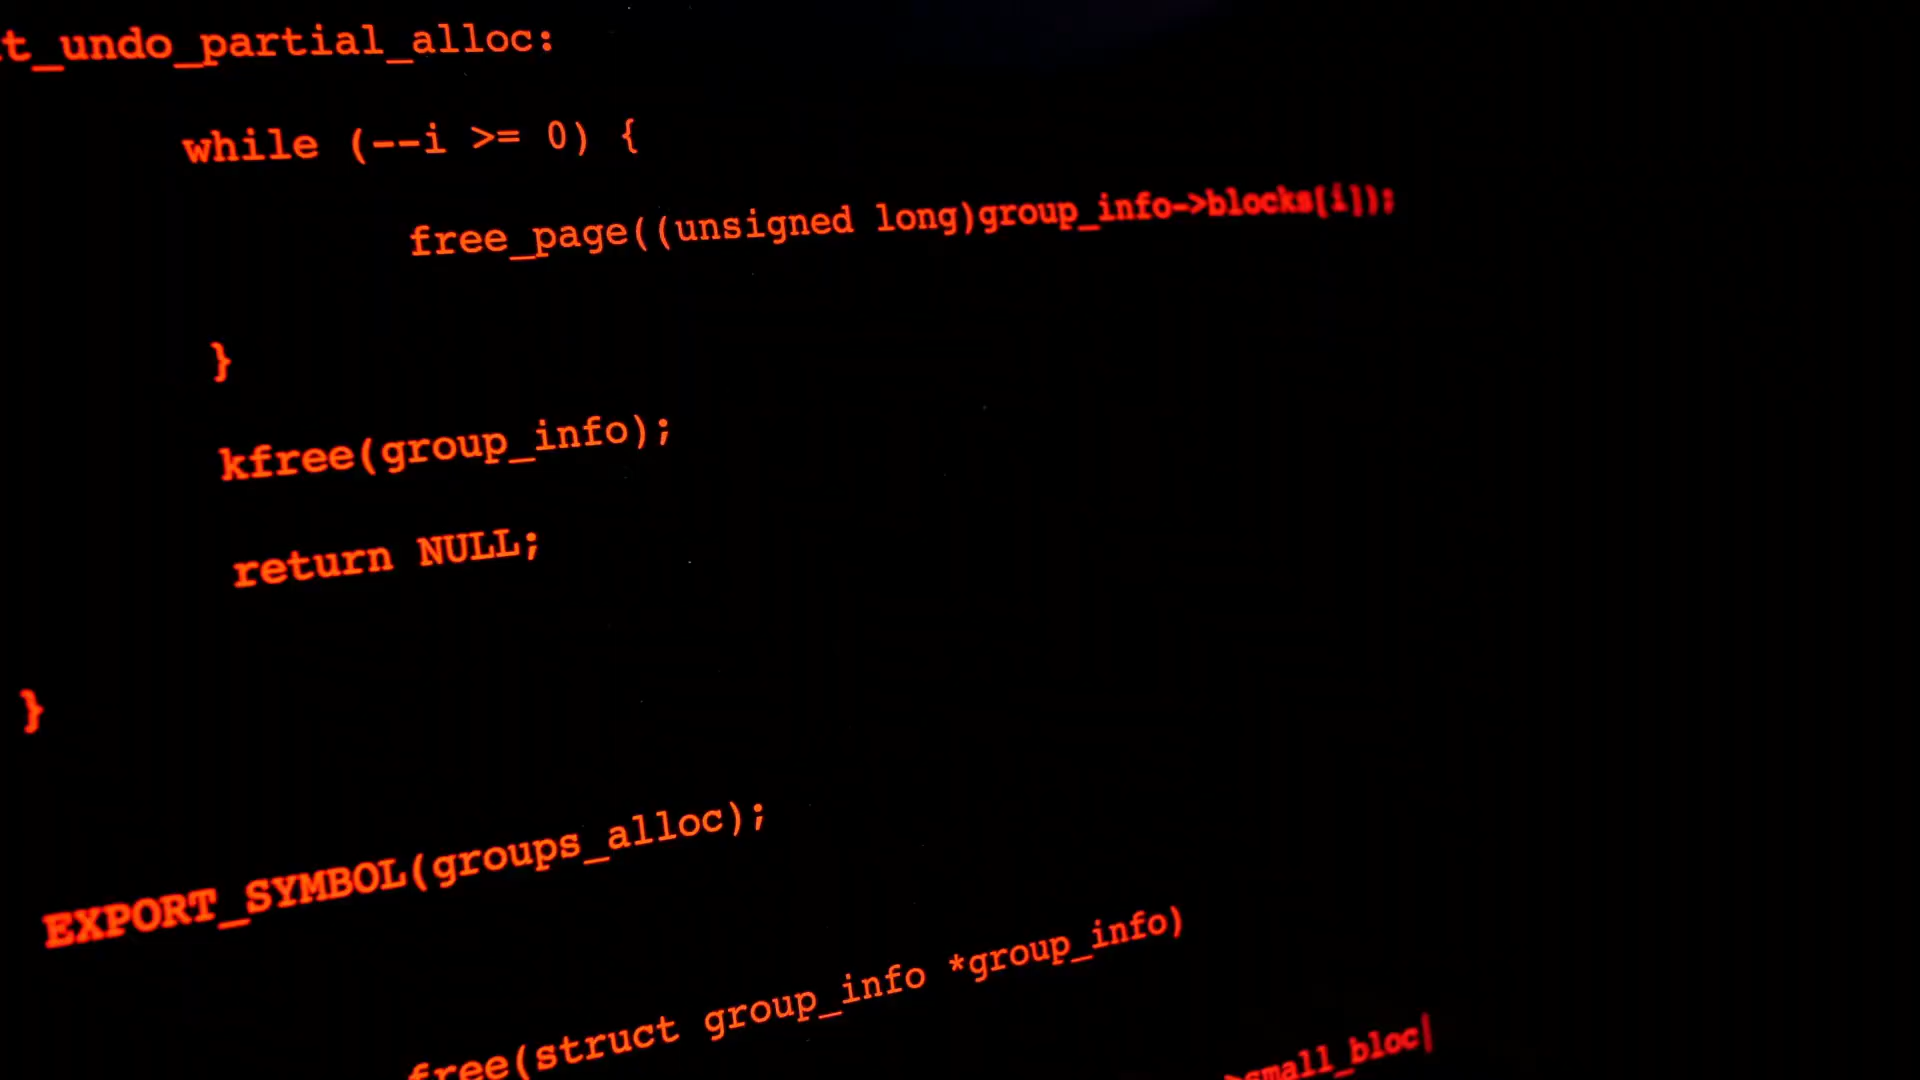 t_undo_partial_alloc:
while (--i >= 0) {
free_page((unsigned long)group_info->blocks[i]);
}
kfree(group_info);
return NULL;
}
EXPORT_SYMBOL(groups_alloc);
free(struct group_info *group_info)
>small_bloc|